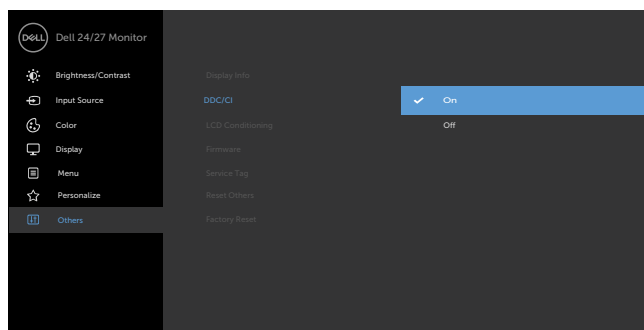 DELL
Dell 24/27 Monitor
Brightness/Contrast
Input Source
Color
Display
Menu
Personalize
Others
Display Info
DDC/CI
LCD Conditioning
Firmware
Service Tag
Reset Others
Factory Reset
On
Off